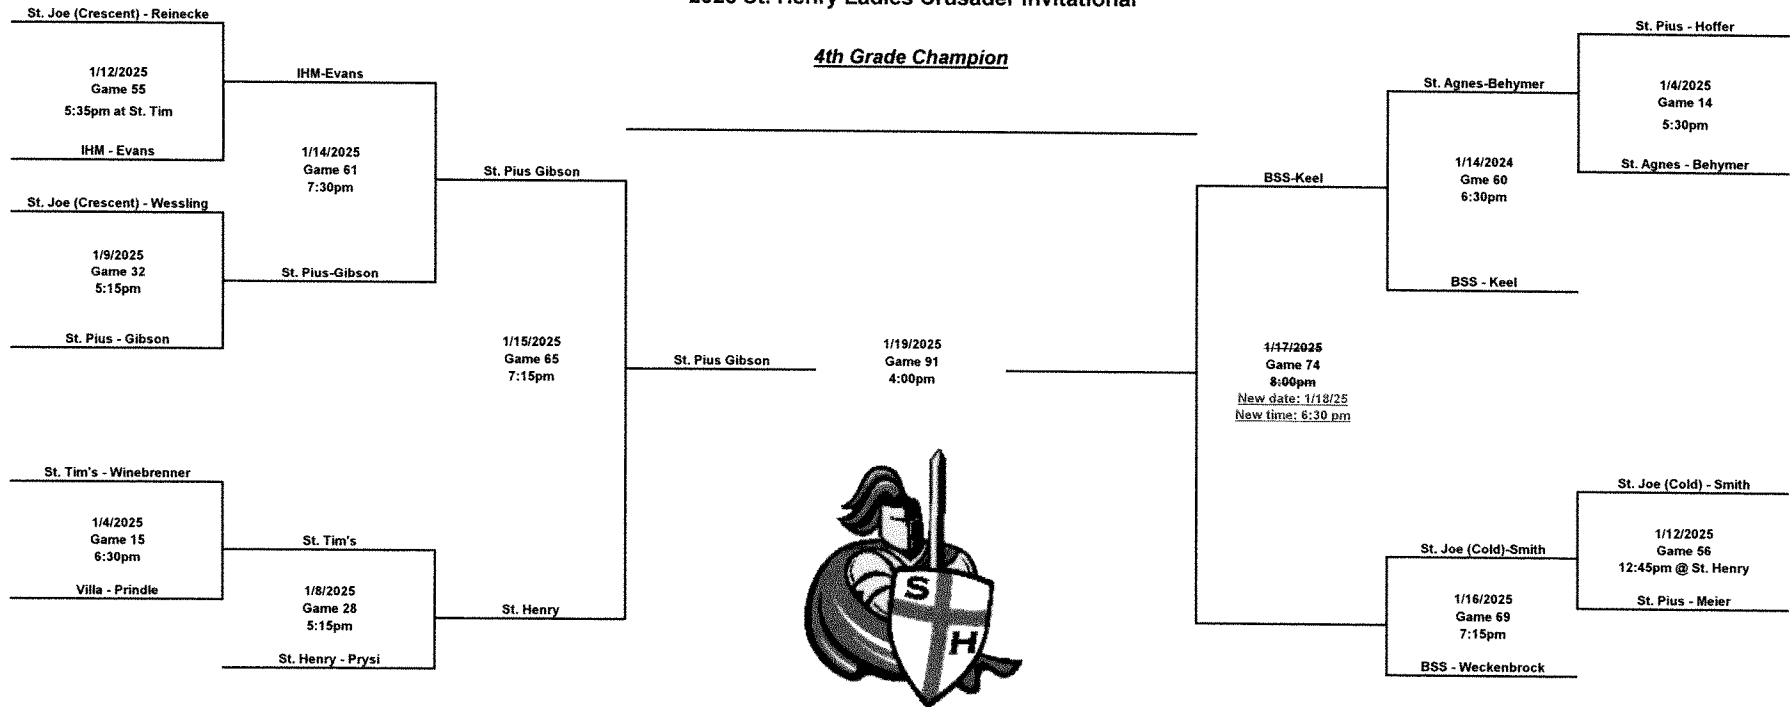 St. Henry Ladies Crusader Invitational
4th Grade Champion
St. Joe (Crescent) - Reinecke
1/12/2025
Game 55
5:35pm at St. Tim
IHM - Evans
IHM-Evans
1/14/2025
Game 61
7:30pm
St. Joe (Crescent) - Wessling
1/9/2025
Game 32
5:15pm
St. Pius - Gibson
St. Pius-Gibson
St. Pius Gibson
1/15/2025
Game 65
7:15pm
St. Tim's - Winebrenner
1/4/2025
Game 15
6:30pm
Villa - Prindle
St. Tim's
1/8/2025
Game 28
5:15pm
St. Henry - Prysi
St. Henry
St. Pius Gibson
1/19/2025
Game 91
4:00pm
S
H
BSS-Keel
1/17/2025
Game 74
8:00pm
New date: 1/18/25
New time: 6:30 pm
St. Agnes-Behymer
1/14/2024
Gme 60
6:30pm
BSS - Keel
St. Pius - Hoffer
1/4/2025
Game 14
5:30pm
St. Agnes - Behymer
St. Joe (Cold)-Smith
1/16/2025
Game 69
7:15pm
BSS - Weckenbrock
St. Joe (Cold) - Smith
1/12/2025
Game 56
12:45pm @ St. Henry
St. Pius - Meier